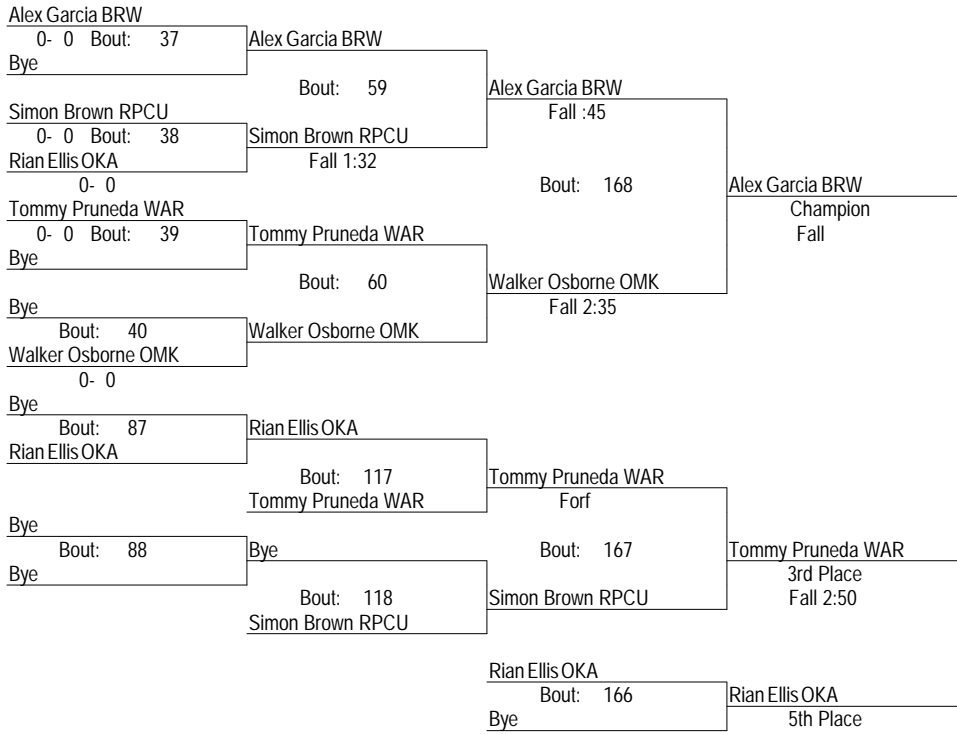 Alex Garcia BRW
0- 0 Bout: 37
Bye
Alex Garcia BRW
Bout: 59
Simon Brown RPCU
0- 0 Bout: 38
Rian Ellis OKA
0- 0
Simon Brown RPCU
Fall 1:32
Alex Garcia BRW
Fall :45
Bout: 168
Tommy Pruneda WAR
0- 0 Bout: 39
Bye
Tommy Pruneda WAR
Bout: 60
Bye
Bout: 40
Walker Osborne OMK
0- 0
Walker Osborne OMK
Walker Osborne OMK
Fall 2:35
Alex Garcia BRW
Champion
Fall
Bye
Bout: 87
Rian Ellis OKA
Rian Ellis OKA
Bout: 117
Tommy Pruneda WAR
Tommy Pruneda WAR
Forf
Bye
Bout: 88
Bye
Bye
Bout: 118
Simon Brown RPCU
Bout: 167
Simon Brown RPCU
Tommy Pruneda WAR
3rd Place
Fall 2:50
Rian Ellis OKA
Bout: 166
Bye
Rian Ellis OKA
5th Place